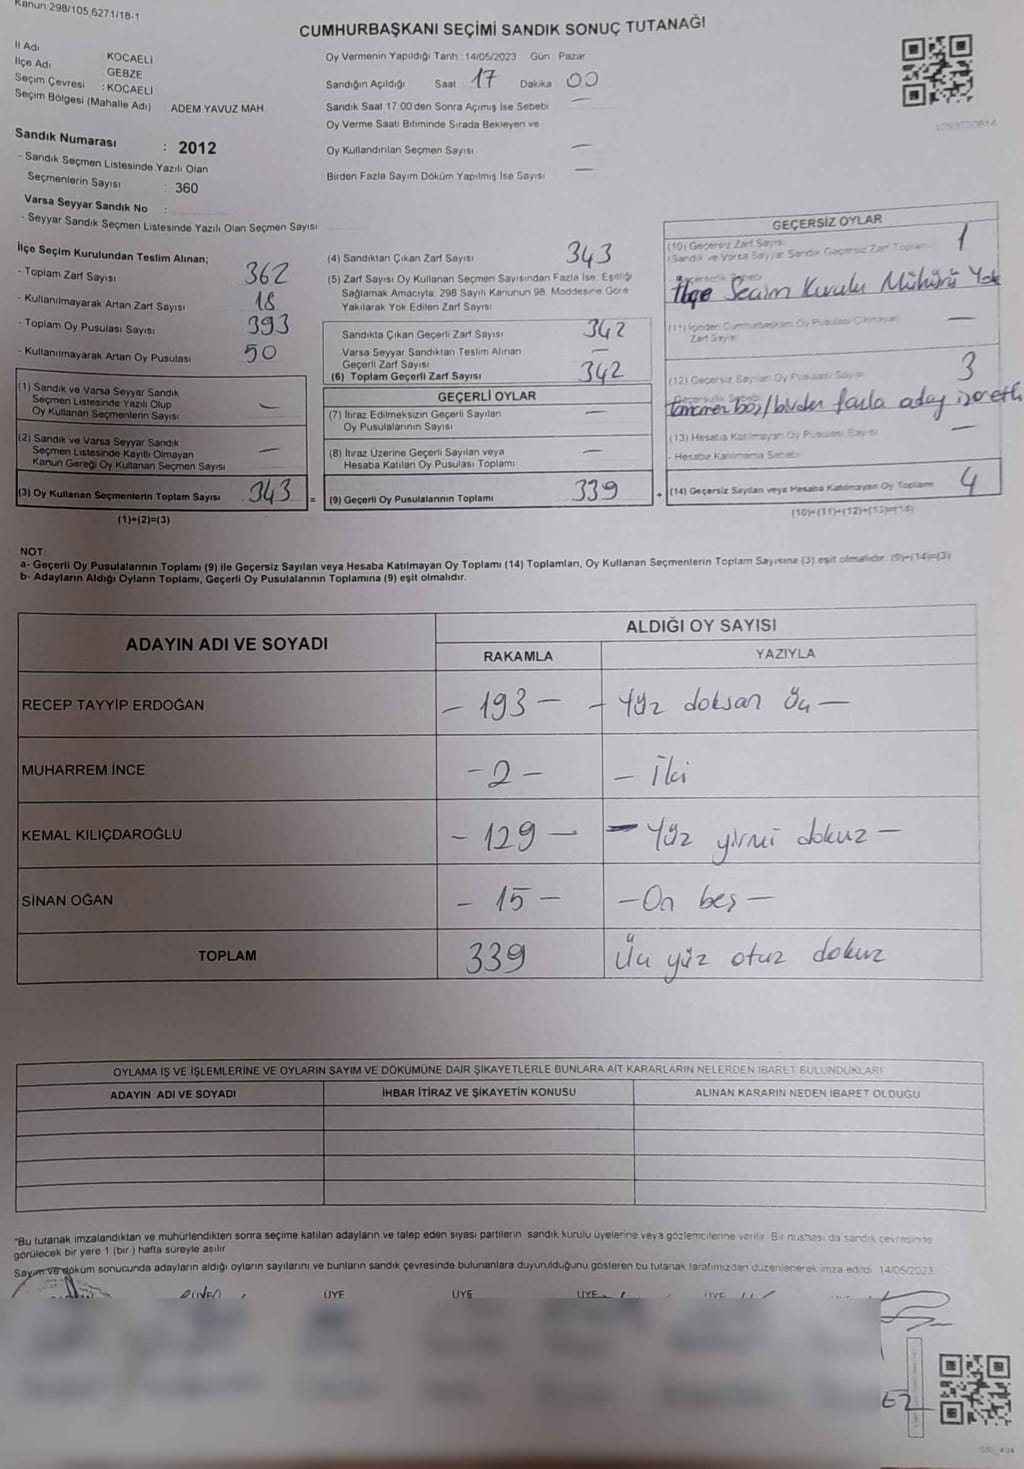 Kanun:298/105,6271/18-1
CUMHURBAŞKANI SEÇİMİ SANDIK SONUÇ TUTANAĞI
İl Adı KOCAELİ
İlçe Adı : GEBZE
Seçim Çevresi : KOCAELİ
Seçim Bölgesi (Mahalle Adı) : ADEM YAVUZ MAH
Sandık Numarası : 2012
- Sandık Seçmen Listesinde Yazılı Olan
Seçmenlerin Sayısı : 360
Varsa Seyyar Sandık No :
- Seyyar Sandık Seçmen Listesinde Yazılı Olan Seçmen Sayısı
Oy Vermenin Yapıldığı Tarih : 14/05/2023 Gün : Pazar
Sandığın Açıldığı Saat 17 Dakika 00
Sandık Saat 17:00 den Sonra Açımış İse Sebebi —
Oy Verme Saati Bitiminde Sırada Bekleyen ve
Oy Kullandırılan Seçmen Sayısı —
Birden Fazla Sayım Döküm Yapılmış İse Sayısı —
İlçe Seçim Kurulundan Teslim Alınan;
- Toplam Zarf Sayısı 362
- Kullanılmayarak Artan Zarf Sayısı 18
- Toplam Oy Pusulası Sayısı 393
- Kullanılmayarak Artan Oy Pusulası 50
(1) Sandık ve Varsa Seyyar Sandık
Seçmen Listesinde Yazılı Olup
Oy Kullanan Seçmenlerin Sayısı —
(2) Sandık ve Varsa Seyyar Sandık
Seçmen Listesinde Kayıtlı Olmayan
Kanun Gereği Oy Kullanan Seçmen Sayısı —
(3) Oy Kullanan Seçmenlerin Toplam Sayısı 343 =
(1)+(2)=(3)
(4) Sandıktan Çıkan Zarf Sayısı 343
(5) Zarf Sayısı Oy Kullanan Seçmen Sayısından Fazla İse, Eşitliği
Sağlamak Amacıyla; 298 Sayılı Kanunun 98. Maddesine Göre
Yakılarak Yok Edilen Zarf Sayısı
Sandıkta Çıkan Geçerli Zarf Sayısı 342
Varsa Seyyar Sandıktan Teslim Alınan
Geçerli Zarf Sayısı —
(6) Toplam Geçerli Zarf Sayısı 342
GEÇERLİ OYLAR
(7) İtiraz Edilmeksizin Geçerli Sayılan
Oy Pusulalarının Sayısı —
(8) İtiraz Üzerine Geçerli Sayılan veya
Hesaba Katılan Oy Pusulası Toplamı —
(9) Geçerli Oy Pusulalarının Toplamı 339 +
GEÇERSİZ OYLAR
(10) Geçersiz Zarf Sayısı 1
(Sandık ve Varsa Seyyar Sandık Geçersiz Zarf Toplamı)
Geçersizlik Sebebi
İlçe Seçim Kurulu Mühürü Yok
(11) İçinden Cumhurbaşkanı Oy Pusulası Çıkmayan
Zarf Sayısı —
(12) Geçersiz Sayılan Oy Pusulası Sayısı 3
Geçersizlik Sebebi
Tamamen boş/birden fazla aday işaretli
(13) Hesaba Katılmayan Oy Pusulası Sayısı —
- Hesaba Katılmama Sebebi
(14) Geçersiz Sayılan veya Hesaba Katılmayan Oy Toplamı 4
(10)+(11)+(12)+(13)=(14)
NOT:
a- Geçerli Oy Pusulalarının Toplamı (9) ile Geçersiz Sayılan veya Hesaba Katılmayan Oy Toplamı (14) Toplamları, Oy Kullanan Seçmenlerin Toplam Sayısına (3) eşit olmalıdır. (9)+(14)=(3)
b- Adayların Aldığı Oyların Toplamı, Geçerli Oy Pusulalarının Toplamına (9) eşit olmalıdır.
ADAYIN ADI VE SOYADI ALDIĞI OY SAYISI
RAKAMLA YAZIYLA
RECEP TAYYİP ERDOĞAN - 193 - - Yüz doksan üç -
MUHARREM İNCE - 2 - - İki
KEMAL KILIÇDAROĞLU - 129 - - Yüz yirmi dokuz -
SİNAN OĞAN - 15 - - On beş -
TOPLAM 339 Üç yüz otuz dokuz
OYLAMA İŞ VE İŞLEMLERİNE VE OYLARIN SAYIM VE DÖKÜMÜNE DAİR ŞİKAYETLERLE BUNLARA AİT KARARLARIN NELERDEN İBARET BULUNDUKLARI
ADAYIN ADI VE SOYADI İHBAR İTİRAZ VE ŞİKAYETİN KONUSU ALINAN KARARIN NEDEN İBARET OLDUĞU
*Bu tutanak imzalandıktan ve mühürlendikten sonra seçime katılan adayların ve talep eden siyasi partilerin sandık kurulu üyelerine veya gözlemcilerine verilir. Bir nüshası da sandık çevresinde
görülecek bir yere 1 (bir ) hafta süreyle asılır
Sayım ve döküm sonucunda adayların aldığı oyların sayılarını ve bunların sandık çevresinde bulunanlara duyurulduğunu gösteren bu tutanak tarafımızdan düzenlenerek imza edildi. 14/05/2023
ÜYE ÜYE ÜYE ÜYE